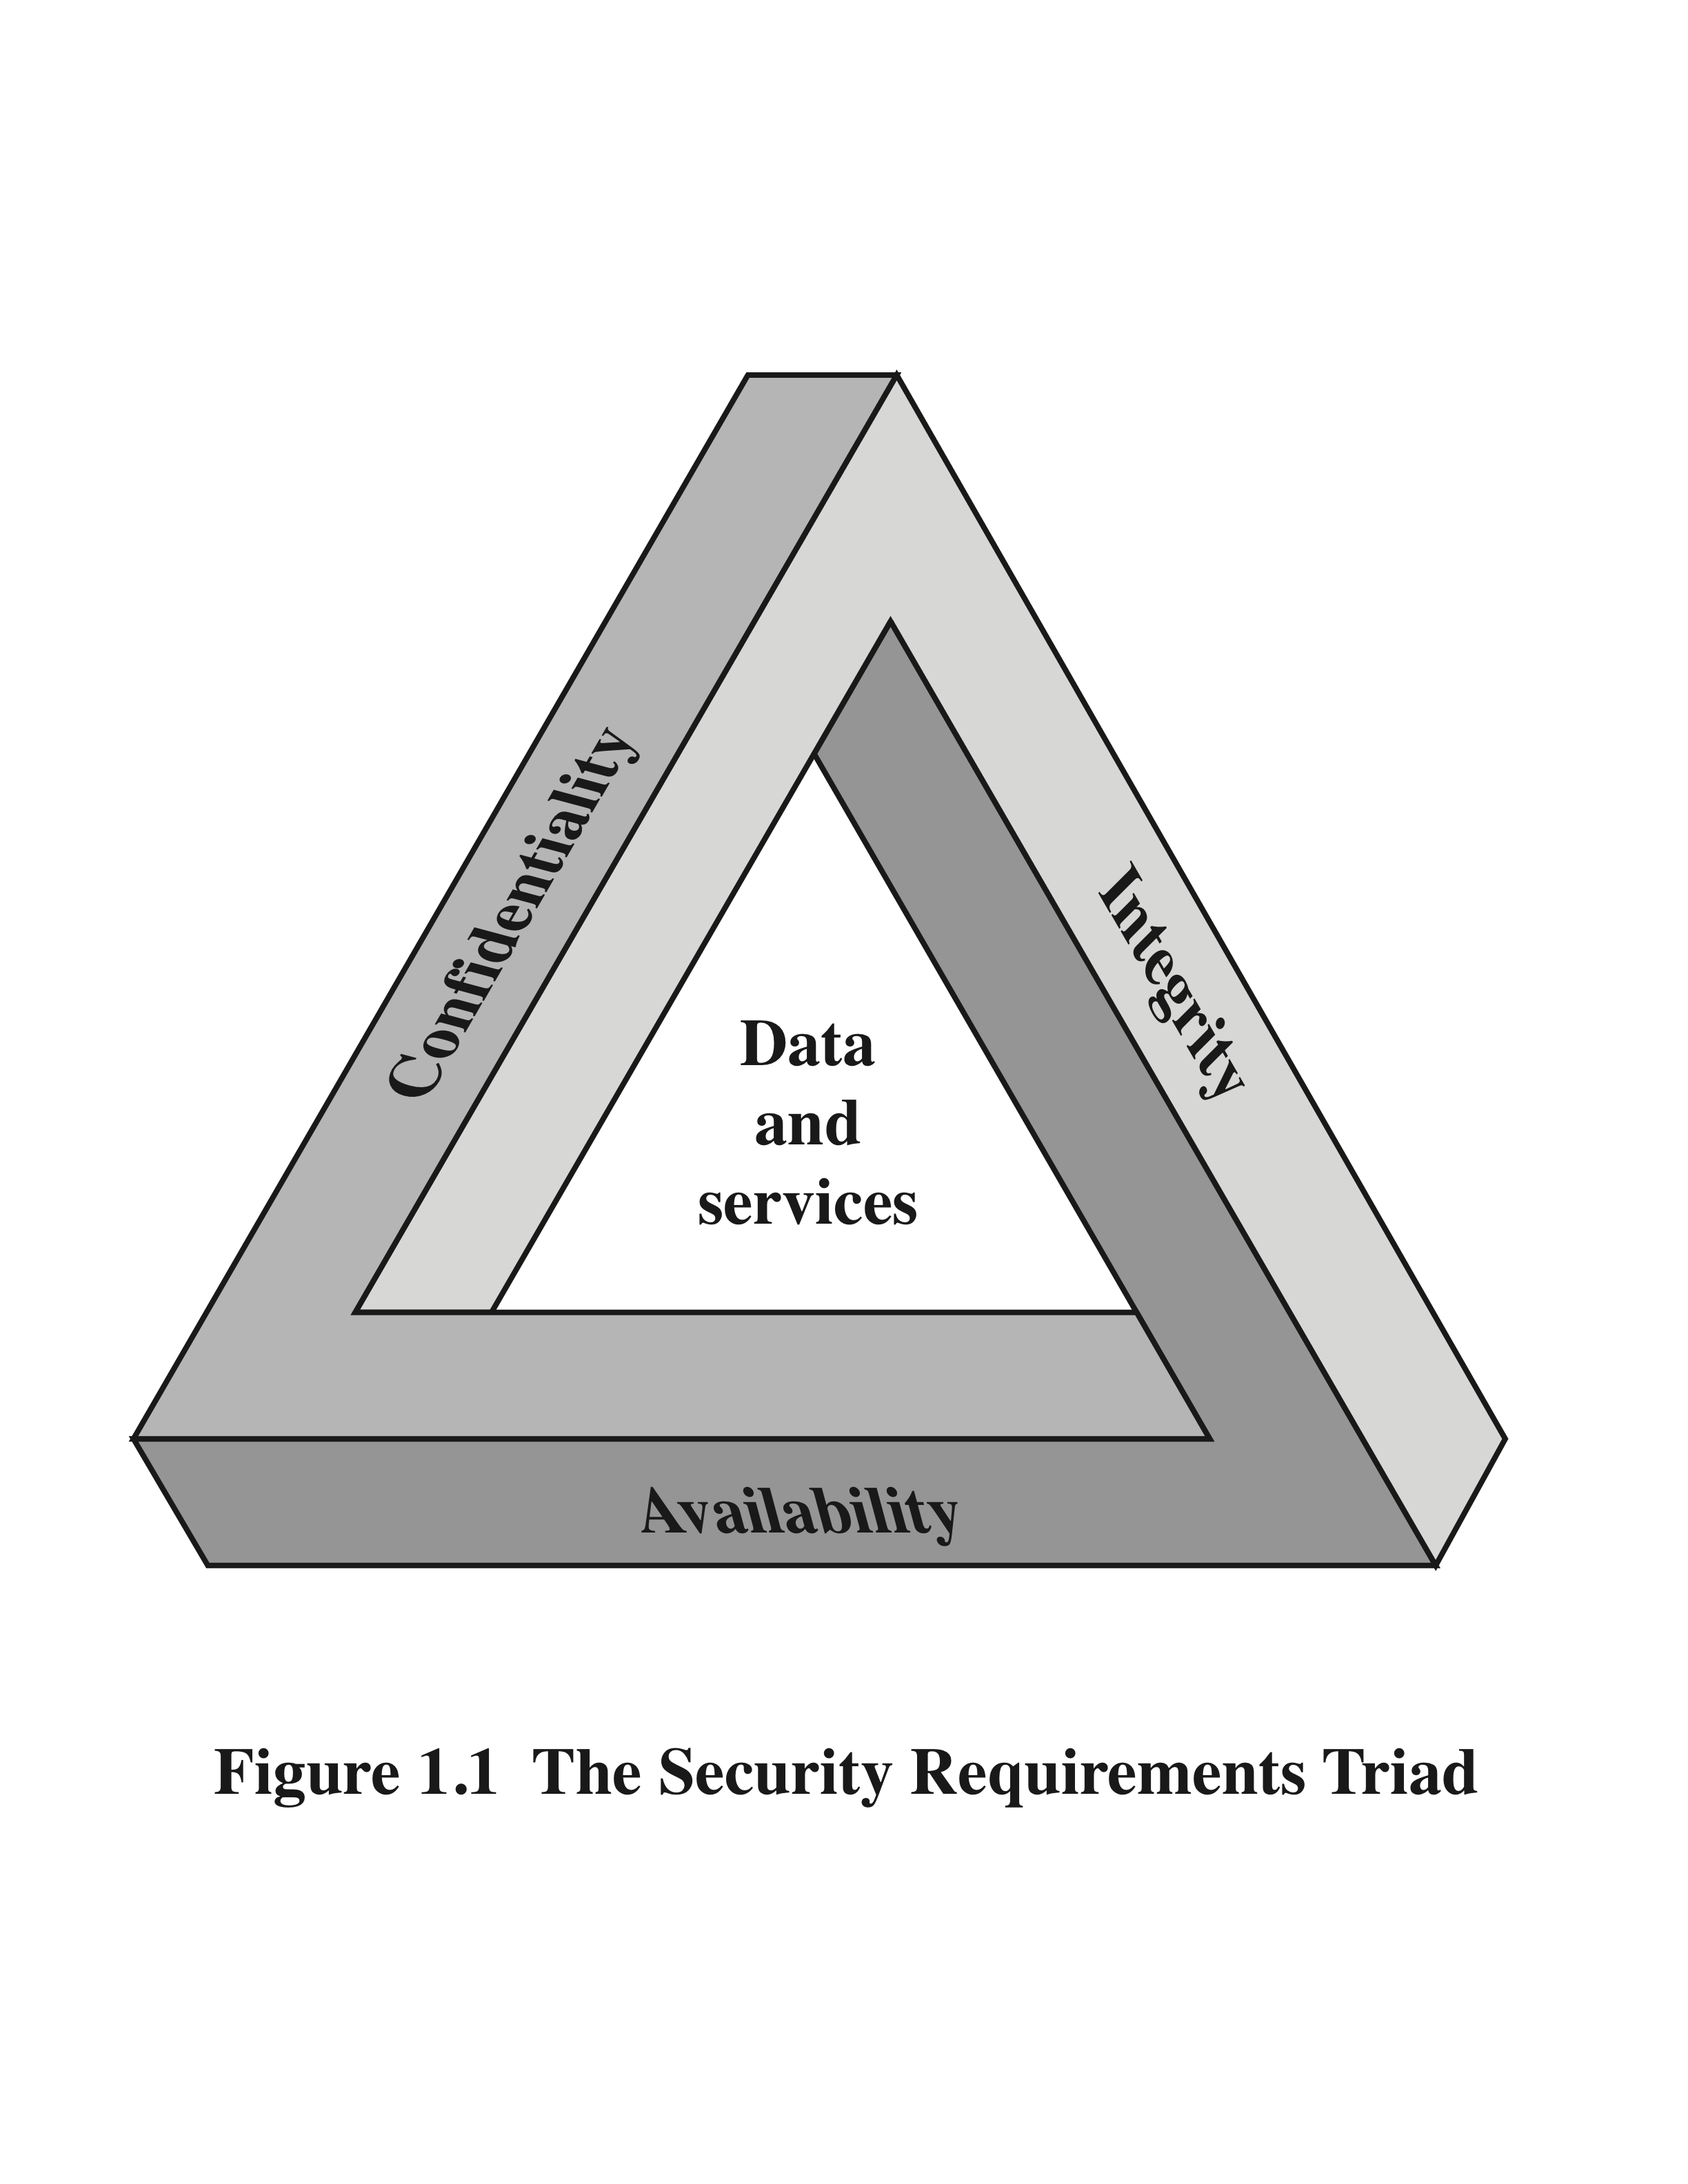 Confidentiality
Integrity
Data
and
services
Availability
Figure 1.1 The Security Requirements Triad